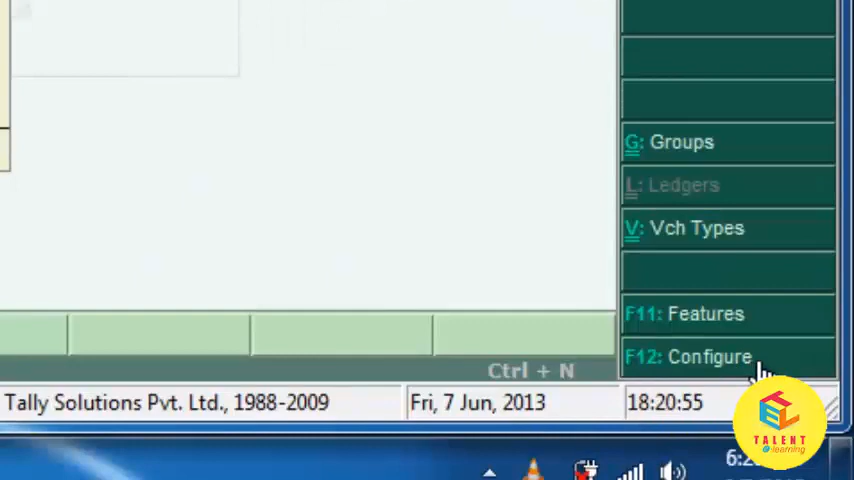 G: Groups
L: Ledgers
V: Vch Types
F11: Features
F12: Configure
Ctrl + N
Tally Solutions Pvt. Ltd., 1988-2009
Fri, 7 Jun, 2013
18:20:55
TEL
TALENT
e learning